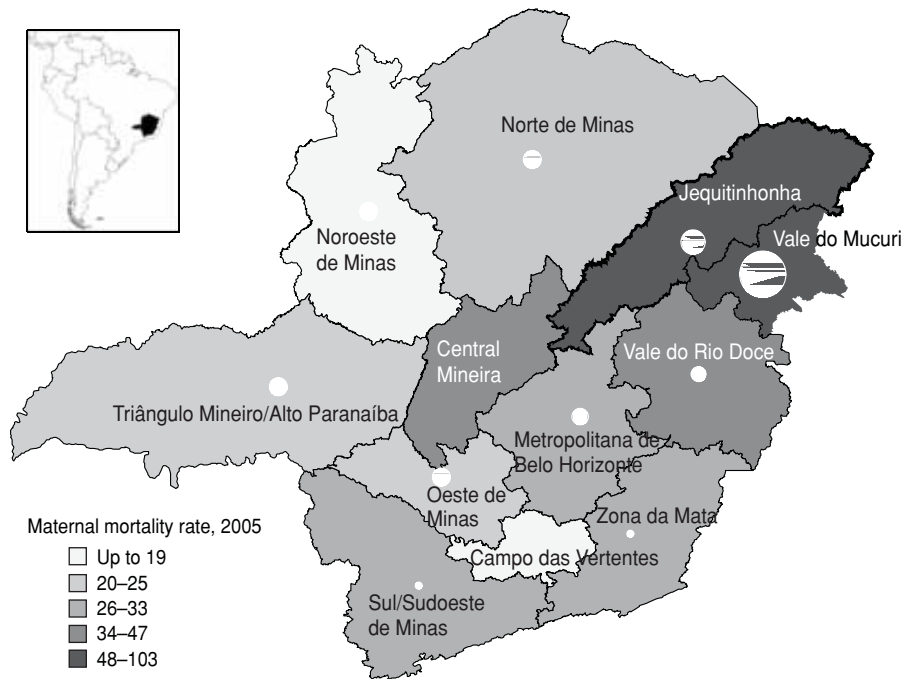 Norte de Minas
Jequitinhonha
Vale do Mucuri
Noroeste
de Minas
Central
Mineira
Vale do Rio Doce
Triângulo Mineiro/Alto Paranaíba
Metropolitana de
Belo Horizonte
Oeste de
Minas
Zona da Mata
Campo das Vertentes
Sul/Sudoeste
de Minas
Maternal mortality rate, 2005
Up to 19
20–25
26–33
34–47
48–103